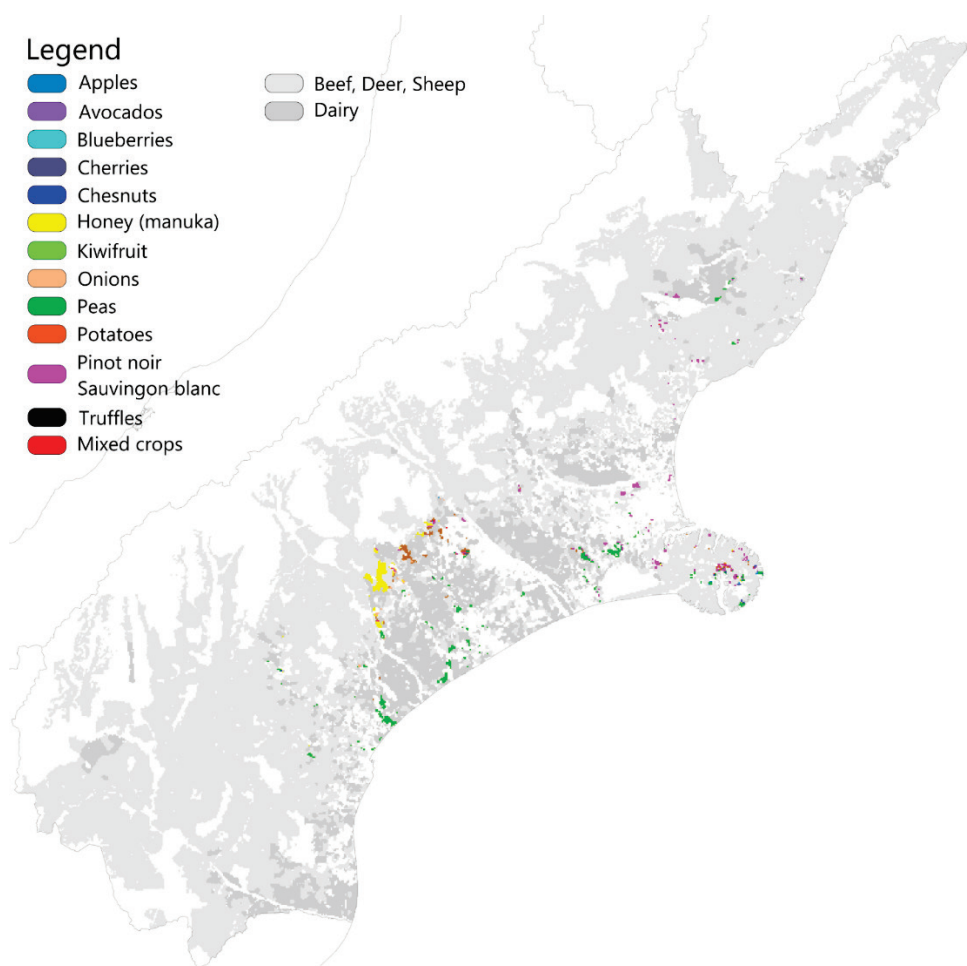 Legend
Apples
Avocados
Blueberries
Cherries
Chesnuts
Honey (manuka)
Kiwifruit
Onions
Peas
Potatoes
Pinot noir
Sauvingon blanc
Truffles
Mixed crops
Beef, Deer, Sheep
Dairy